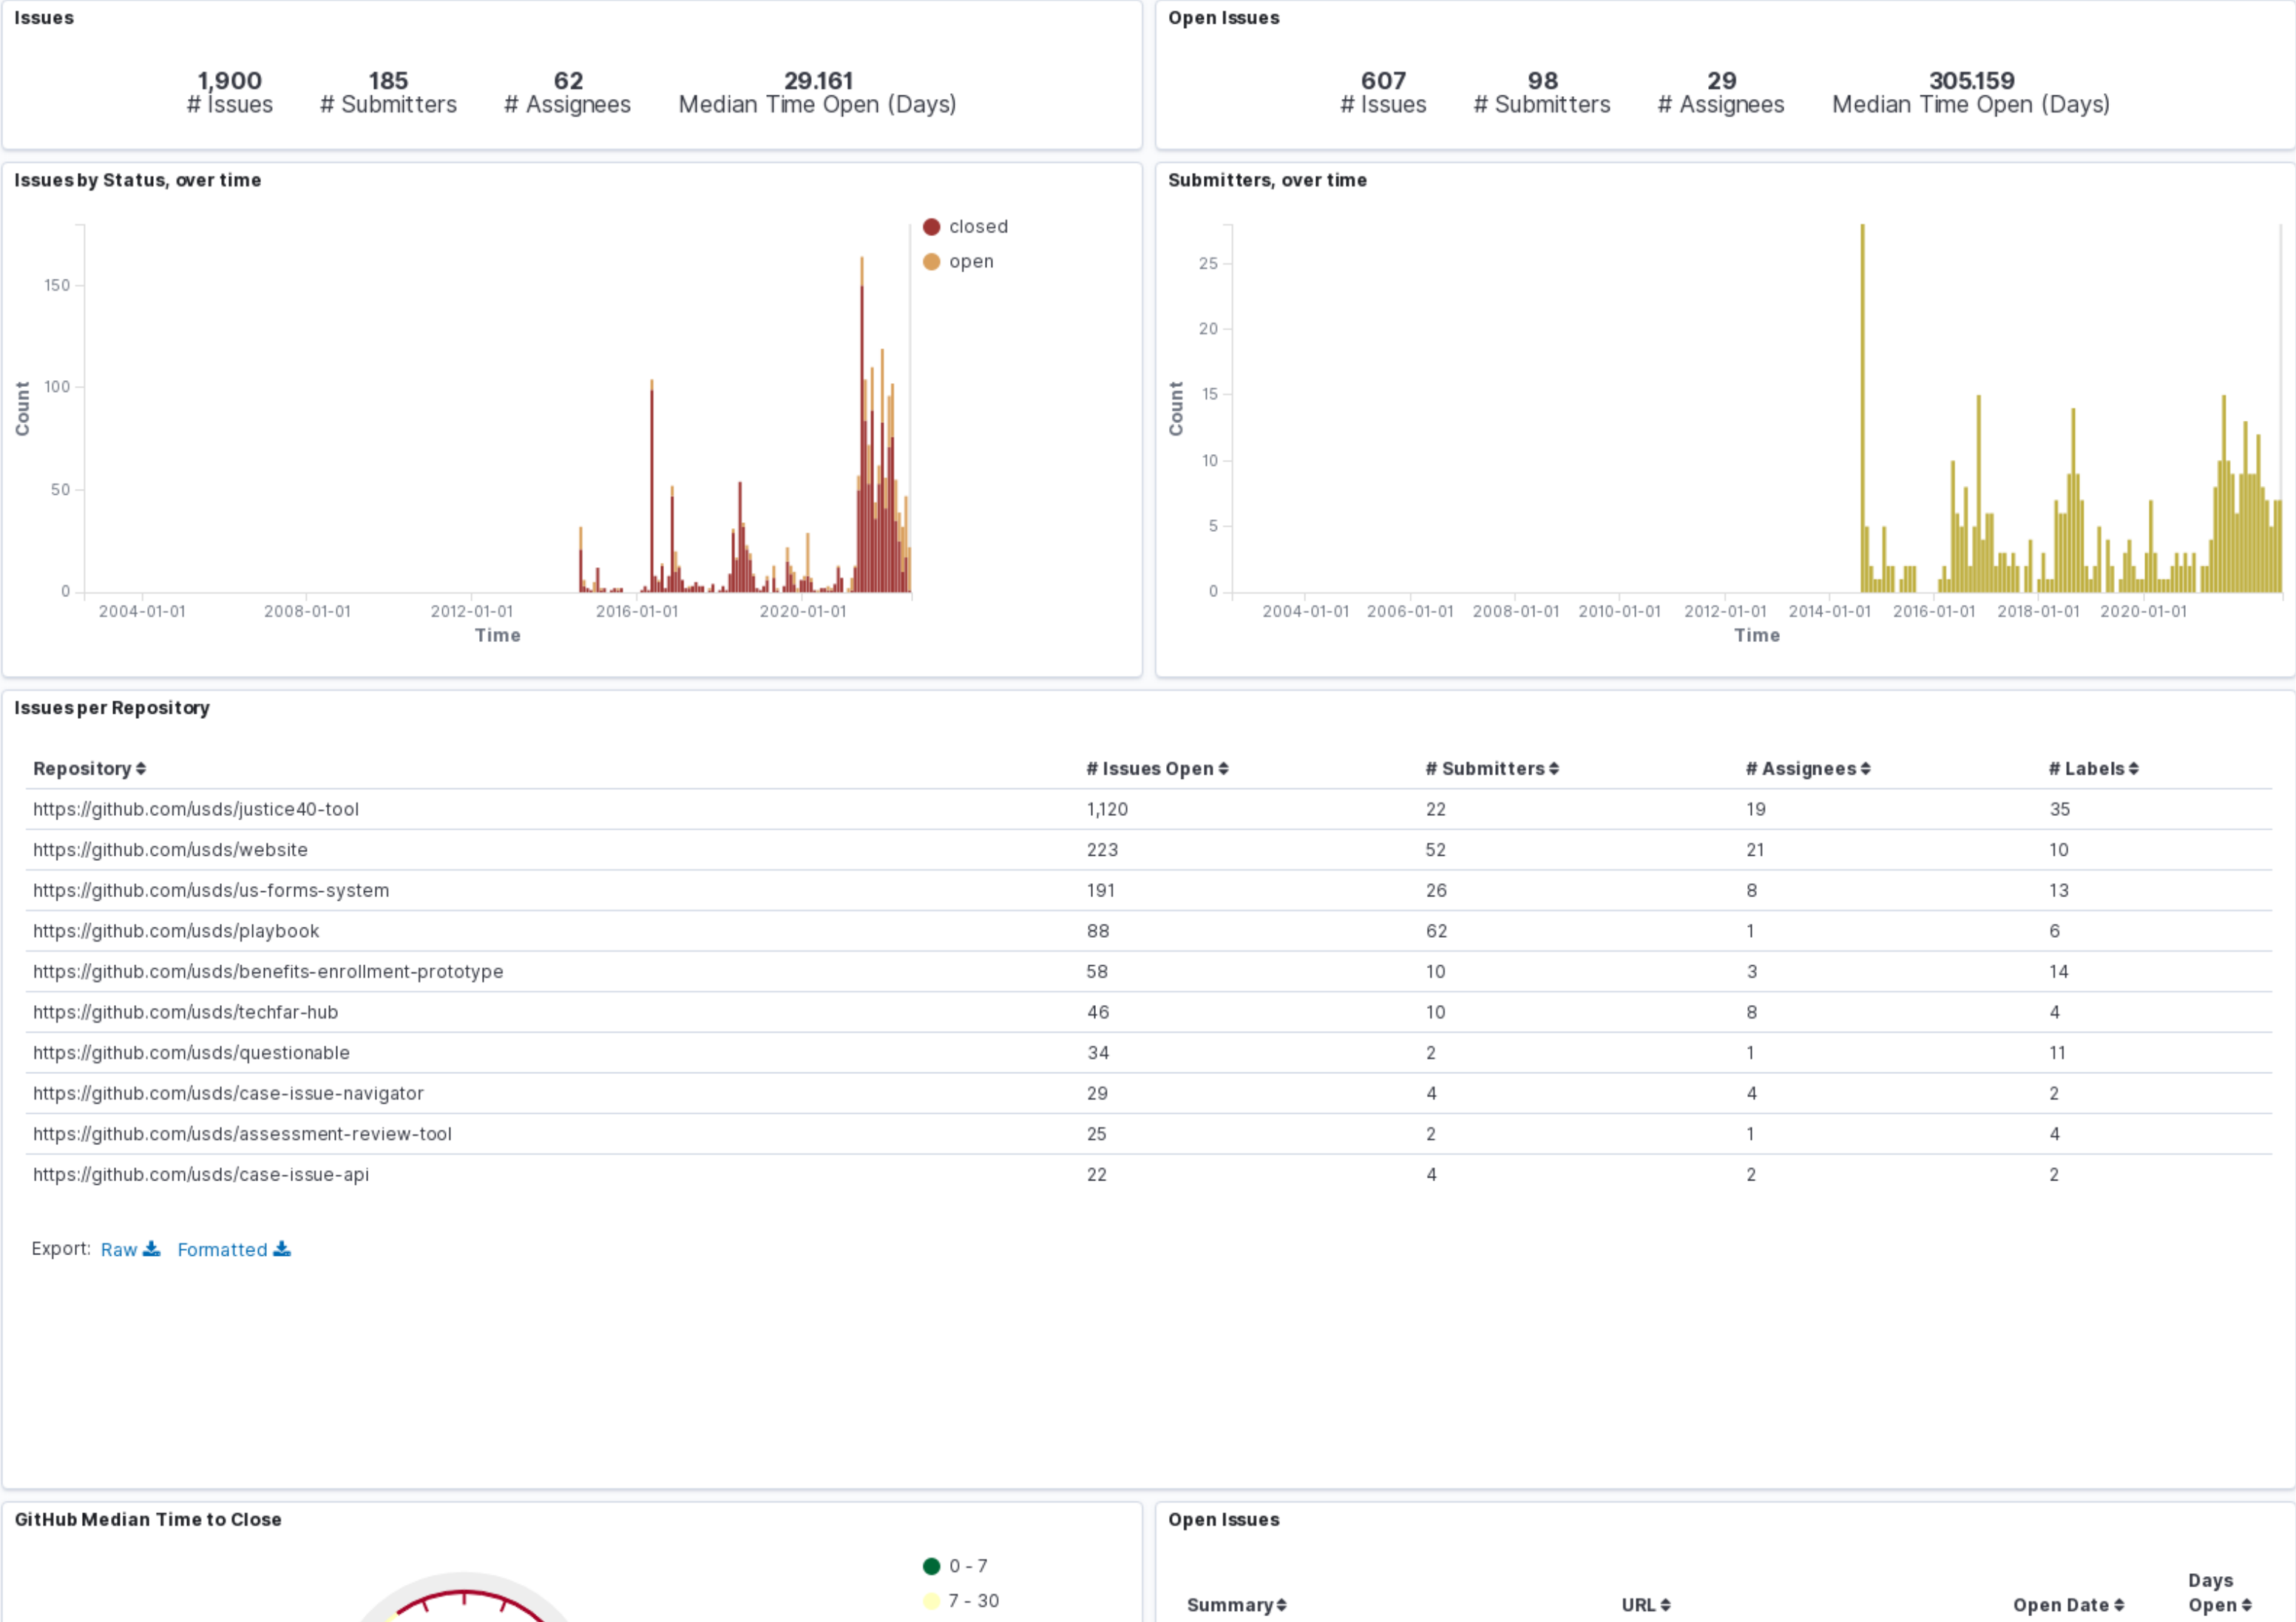 Issues
1,900 185 62 29.161
# Issues # Submitters # Assignees Median Time Open (Days)
Open Issues
607 98 29 305.159
# Issues # Submitters # Assignees Median Time Open (Days)
Issues by Status, over time
closed
open
150
100
50
0
Count
2004-01-01 2008-01-01 2012-01-01 2016-01-01 2020-01-01
Time
Submitters, over time
25
20
15
10
5
0
Count
2004-01-01 2006-01-01 2008-01-01 2010-01-01 2012-01-01 2014-01-01 2016-01-01 2018-01-01 2020-01-01
Time
Issues per Repository
Repository # Issues Open # Submitters # Assignees # Labels
https://github.com/usds/justice40-tool 1,120 22 19 35
https://github.com/usds/website 223 52 21 10
https://github.com/usds/us-forms-system 191 26 8 13
https://github.com/usds/playbook 88 62 1 6
https://github.com/usds/benefits-enrollment-prototype 58 10 3 14
https://github.com/usds/techfar-hub 46 10 8 4
https://github.com/usds/questionable 34 2 1 11
https://github.com/usds/case-issue-navigator 29 4 4 2
https://github.com/usds/assessment-review-tool 25 2 1 4
https://github.com/usds/case-issue-api 22 4 2 2
Export: Raw Formatted
GitHub Median Time to Close
0 - 7
7 - 30
Open Issues
Summary URL Open Date Days Open